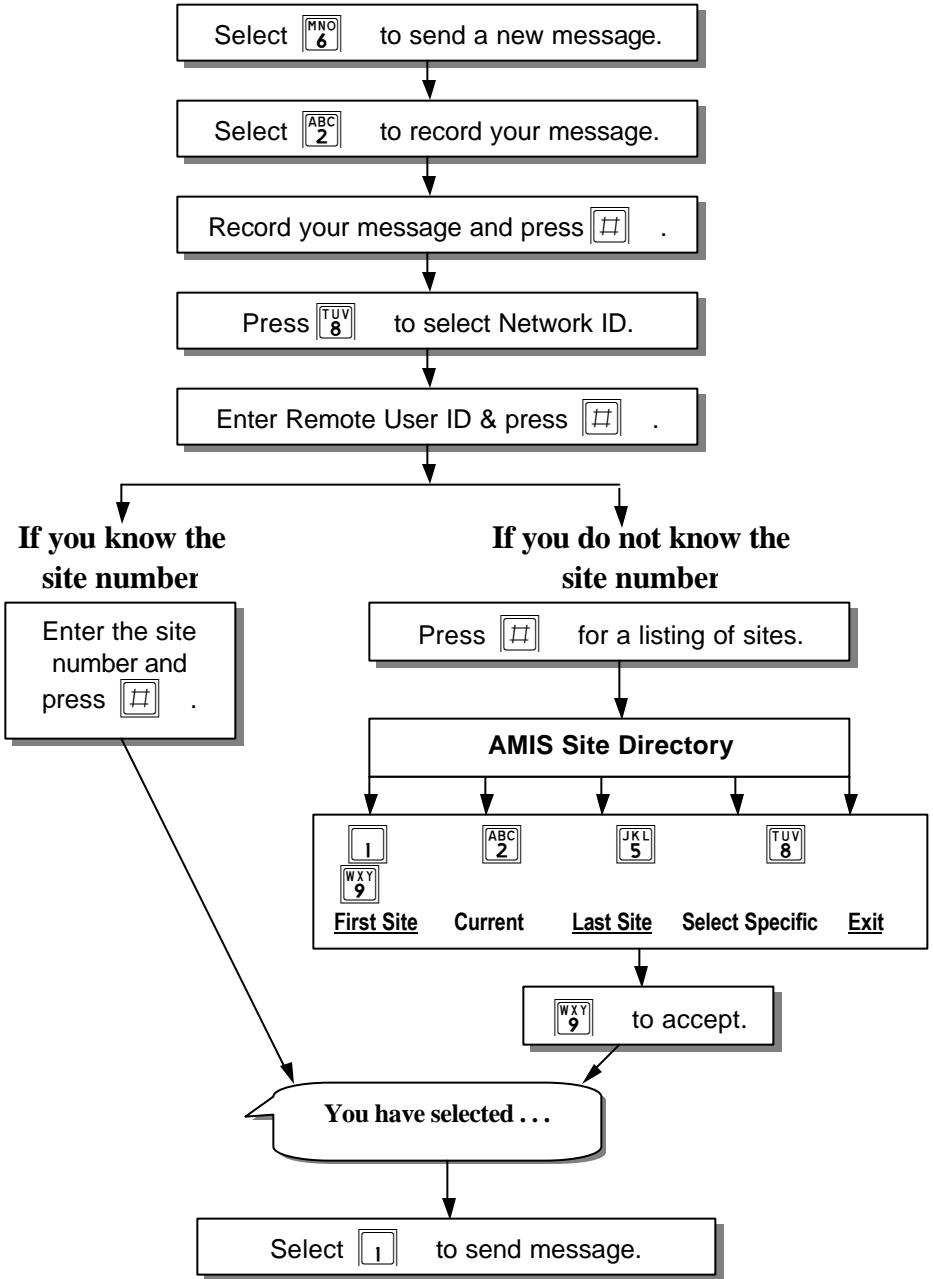 Select MNO 6 to send a new message.
Select ABC 2 to record your message.
Record your message and press # .
Press TUV 8 to select Network ID.
Enter Remote User ID & press # .
If you know the
site number
Enter the site
number and
press # .
If you do not know the
site number
Press # for a listing of sites.
AMIS Site Directory
1 ABC 2 JKL 5 TUV 8
WXY 9
First Site Current Last Site Select Specific Exit
WXY 9 to accept.
You have selected . . .
Select 1 to send message.